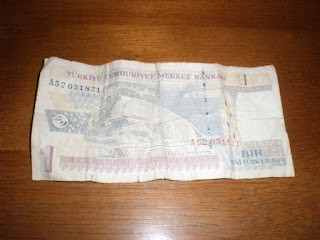 TÜRKİYE CUMHURİYET MERKEZ BANKASI
1
A52 051821
A52 051821
1
BİR
YENİ TÜRK LİRASI